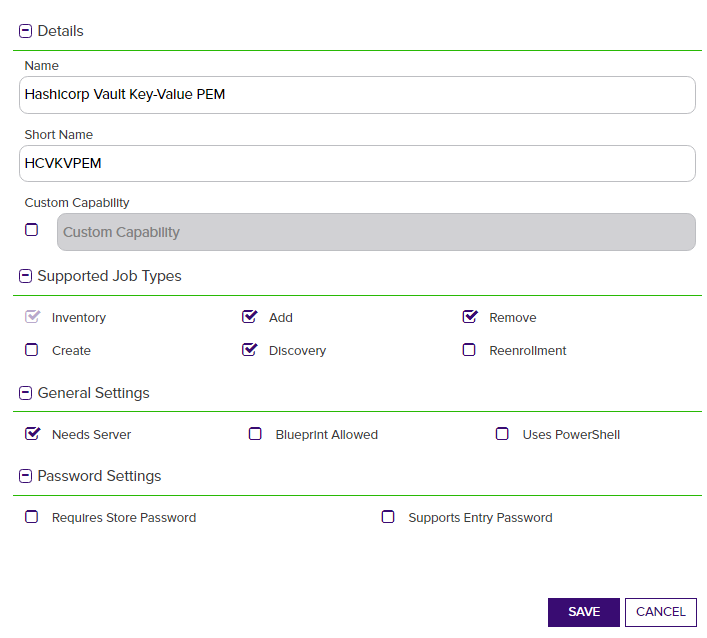 Details
Name
Hashicorp Vault Key-Value PEM
Short Name
HCVKVPEM
Custom Capability
Custom Capability
Supported Job Types
Inventory Add Remove
Create Discovery Reenrollment
General Settings
Needs Server Blueprint Allowed Uses PowerShell
Password Settings
Requires Store Password Supports Entry Password
SAVE CANCEL